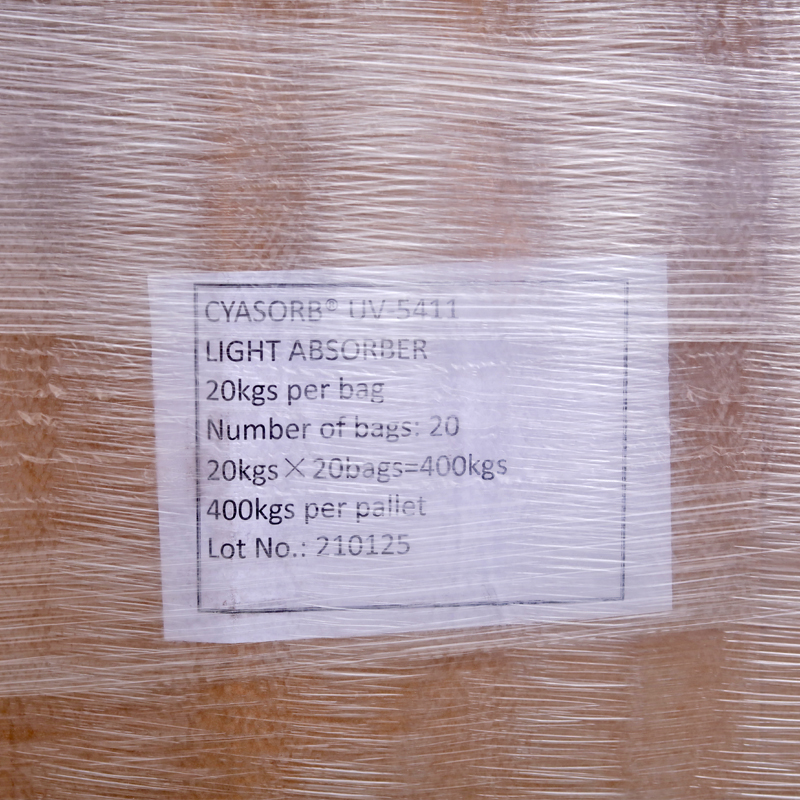 CYASORB® UV-5411
LIGHT ABSORBER
20kgs per bag
Number of bags: 20
20kgs×20bags=400kgs
400kgs per pallet
Lot No.: 210125